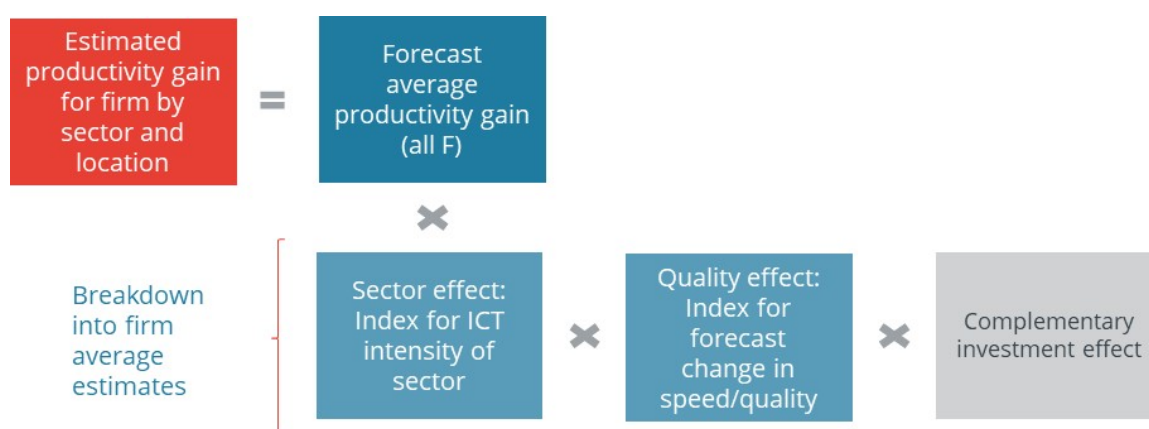 Estimated
productivity gain
for firm by
sector and
location
=
Forecast
average
productivity gain
(all F)
×
Breakdown
into firm
average
estimates
Sector effect:
Index for ICT
intensity of
sector
×
Quality effect:
Index for
forecast
change in
speed/quality
×
Complementary
investment effect